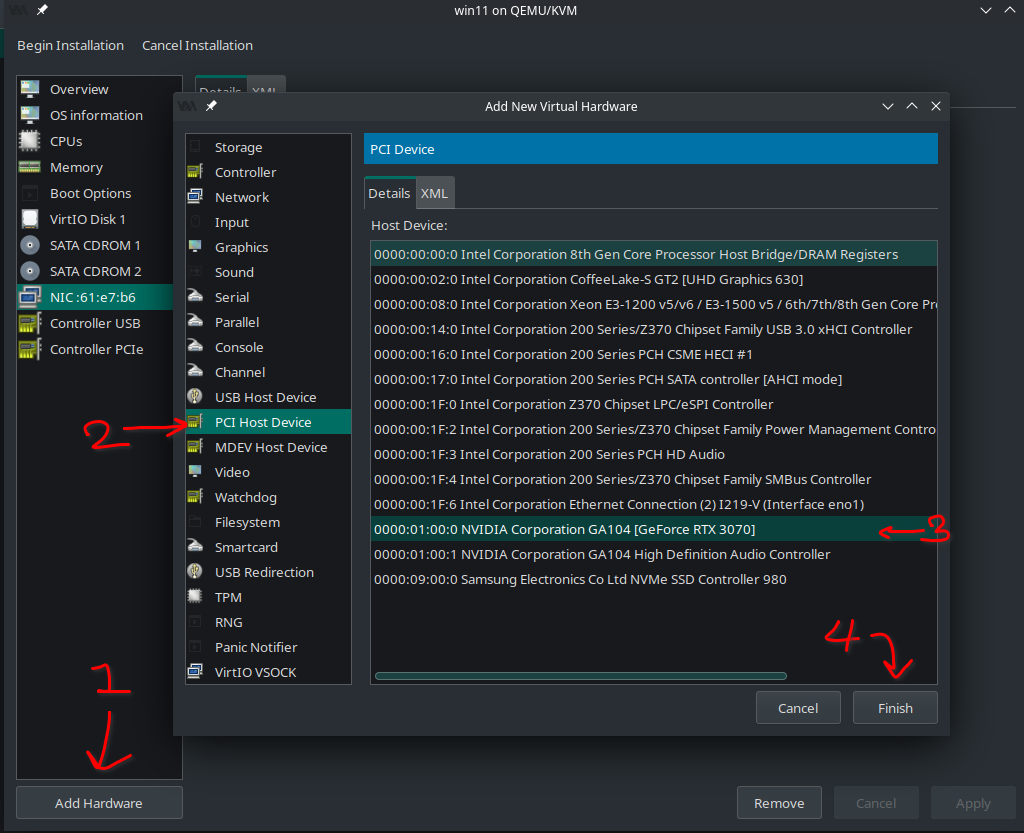 win11 on QEMU/KVM
Begin Installation Cancel Installation
Overview
OS information
CPUs
Memory
Boot Options
VirtIO Disk 1
SATA CDROM 1
SATA CDROM 2
NIC :61:e7:b6
Controller USB
Controller PCIe
Details XML
Add New Virtual Hardware
Storage
Controller
Network
Input
Graphics
Sound
Serial
Parallel
Console
Channel
USB Host Device
PCI Host Device
MDEV Host Device
Video
Watchdog
Filesystem
Smartcard
USB Redirection
TPM
RNG
Panic Notifier
VirtIO VSOCK
PCI Device
Details XML
Host Device:
0000:00:00:0 Intel Corporation 8th Gen Core Processor Host Bridge/DRAM Registers
0000:00:02:0 Intel Corporation CoffeeLake-S GT2 [UHD Graphics 630]
0000:00:08:0 Intel Corporation Xeon E3-1200 v5/v6 / E3-1500 v5 / 6th/7th/8th Gen Core Pr
0000:00:14:0 Intel Corporation 200 Series/Z370 Chipset Family USB 3.0 xHCI Controller
0000:00:16:0 Intel Corporation 200 Series PCH CSME HECI #1
0000:00:17:0 Intel Corporation 200 Series PCH SATA controller [AHCI mode]
0000:00:1F:0 Intel Corporation Z370 Chipset LPC/eSPI Controller
0000:00:1F:2 Intel Corporation 200 Series/Z370 Chipset Family Power Management Contro
0000:00:1F:3 Intel Corporation 200 Series PCH HD Audio
0000:00:1F:4 Intel Corporation 200 Series/Z370 Chipset Family SMBus Controller
0000:00:1F:6 Intel Corporation Ethernet Connection (2) I219-V (Interface eno1)
0000:01:00:0 NVIDIA Corporation GA104 [GeForce RTX 3070]
0000:01:00:1 NVIDIA Corporation GA104 High Definition Audio Controller
0000:09:00:0 Samsung Electronics Co Ltd NVMe SSD Controller 980
1
2
3
4
Cancel Finish
Add Hardware
Remove Cancel Apply